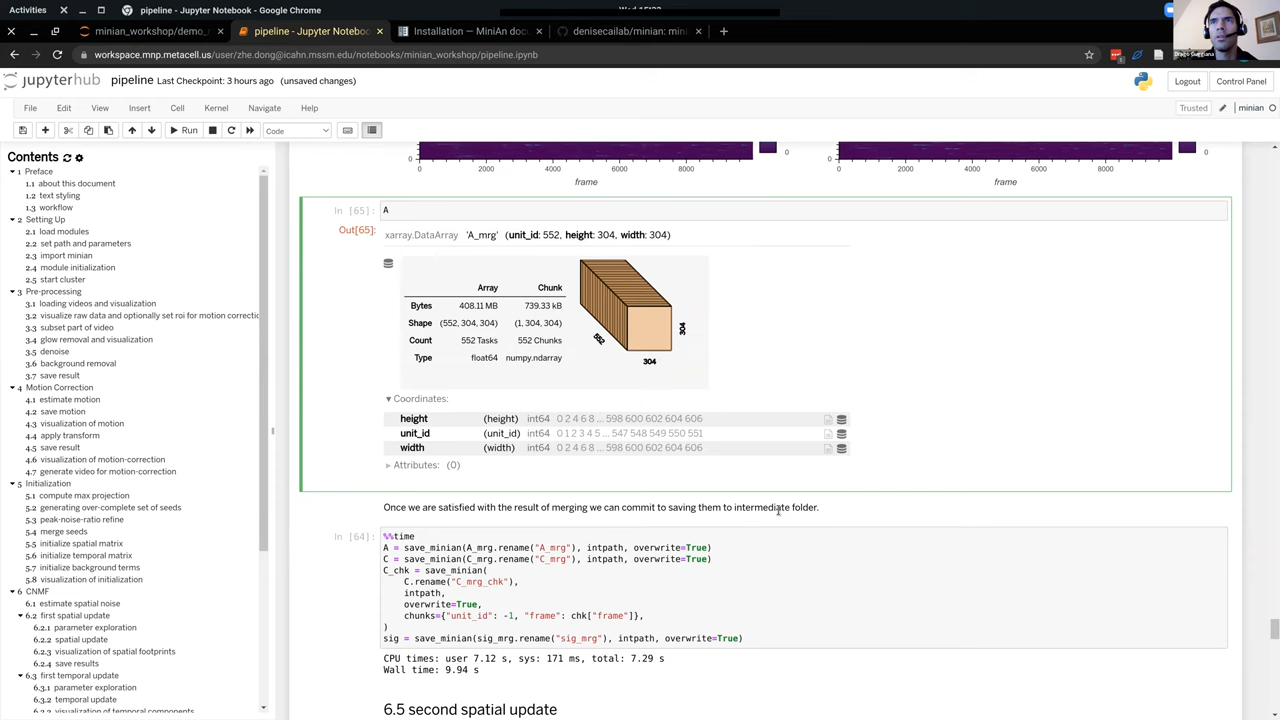 Activities
pipeline - Jupyter Notebook - Google Chrome
minian_workshop/demo_r
pipeline - Jupyter Notebook
Installation — MiniAn docu
denisecailab/minian: mini
workspace.mnp.metacell.us/user/zhe.dong@icahn.mssm.edu/notebooks/minian_workshop/pipeline.ipynb
jupyterhub pipeline Last Checkpoint: 3 hours ago (unsaved changes)
Logout Control Panel
File Edit View Insert Cell Kernel Navigate Help
Trusted minian
Run Code
Contents
1 Preface
1.1 about this document
1.2 text styling
1.3 workflow
2 Setting Up
2.1 load modules
2.2 set path and parameters
2.3 import minian
2.4 module initialization
2.5 start cluster
3 Pre-processing
3.1 loading videos and visualization
3.2 visualize raw data and optionally set roi for motion correctio
3.3 subset part of video
3.4 glow removal and visualization
3.5 denoise
3.6 background removal
3.7 save result
4 Motion Correction
4.1 estimate motion
4.2 save motion
4.3 visualization of motion
4.4 apply transform
4.5 save result
4.6 visualization of motion-correction
4.7 generate video for motion-correction
5 Initialization
5.1 compute max projection
5.2 generating over-complete set of seeds
5.3 peak-noise-ratio refine
5.4 merge seeds
5.5 initialize spatial matrix
5.6 initialize temporal matrix
5.7 initialize background terms
5.8 visualization of initialization
6 CNMF
6.1 estimate spatial noise
6.2 first spatial update
6.2.1 parameter exploration
6.2.2 spatial update
6.2.3 visualization of spatial footprints
6.2.4 save results
6.3 first temporal update
6.3.1 parameter exploration
6.3.2 temporal update
6.3.3 visualization of temporal components
0 0 0 0
0 2000 4000 6000 8000 0 2000 4000 6000 8000
frame frame
In [65]: A
Out[65]: xarray.DataArray 'A_mrg' (unit_id: 552, height: 304, width: 304)
Array Chunk
Bytes 408.11 MB 739.33 kB
Shape (552, 304, 304) (1, 304, 304)
Count 552 Tasks 552 Chunks
Type float64 numpy.ndarray
552 304 304
Coordinates:
height (height) int64 0 2 4 6 8 ... 598 600 602 604 606
unit_id (unit_id) int64 0 1 2 3 4 5 ... 547 548 549 550 551
width (width) int64 0 2 4 6 8 ... 598 600 602 604 606
Attributes: (0)
Once we are satisfied with the result of merging we can commit to saving them to intermediate folder.
In [64]: %%time
A = save_minian(A_mrg.rename("A_mrg"), intpath, overwrite=True)
C = save_minian(C_mrg.rename("C_mrg"), intpath, overwrite=True)
C_chk = save_minian(
C.rename("C_mrg_chk"),
intpath,
overwrite=True,
chunks={"unit_id": -1, "frame": chk["frame"]},
)
sig = save_minian(sig_mrg.rename("sig_mrg"), intpath, overwrite=True)
CPU times: user 7.12 s, sys: 171 ms, total: 7.29 s
Wall time: 9.94 s
6.5 second spatial update